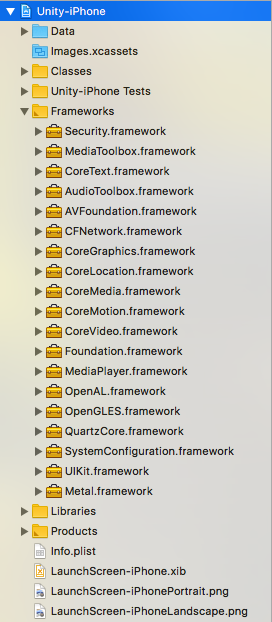 Unity-iPhone
Data
Images.xcassets
Classes
Unity-iPhone Tests
Frameworks
Security.framework
MediaToolbox.framework
CoreText.framework
AudioToolbox.framework
AVFoundation.framework
CFNetwork.framework
CoreGraphics.framework
CoreLocation.framework
CoreMedia.framework
CoreMotion.framework
CoreVideo.framework
Foundation.framework
MediaPlayer.framework
OpenAL.framework
OpenGLES.framework
QuartzCore.framework
SystemConfiguration.framework
UIKit.framework
Metal.framework
Libraries
Products
Info.plist
LaunchScreen-iPhone.xib
LaunchScreen-iPhonePortrait.png
LaunchScreen-iPhoneLandscape.png